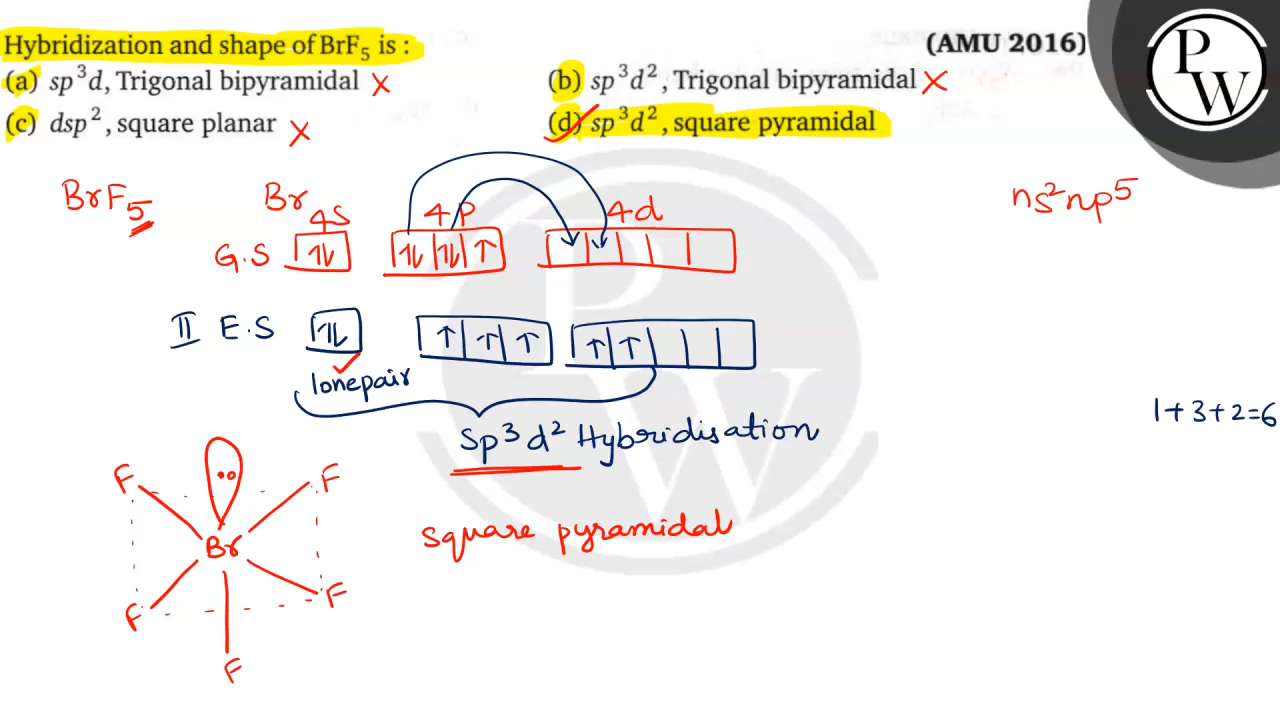 Hybridization and shape of BrF₅ is : (AMU 2016)
(a) sp³d, Trigonal bipyramidal X (b) sp³d², Trigonal bipyramidal X
(c) dsp², square planar X (d) sp³d², square pyramidal
P
W
BrF₅ Br ns²np⁵
4S 4P 4d
G.S
II E.S
lonepair
1+3+2=6
Sp³d² Hybridisation
F F
Br
square pyramidal
F F
F
P
W